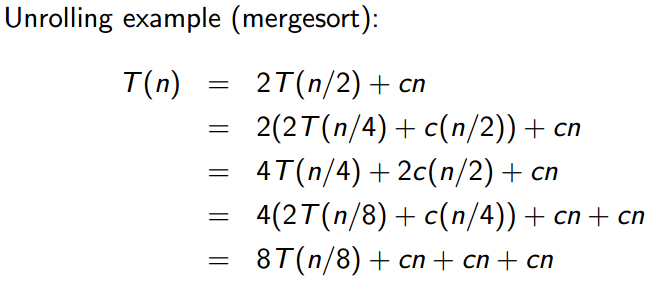 Unrolling example (mergesort):
T(n) = 2T(n/2) + cn
= 2(2T(n/4) + c(n/2)) + cn
= 4T(n/4) + 2c(n/2) + cn
= 4(2T(n/8) + c(n/4)) + cn + cn
= 8T(n/8) + cn + cn + cn